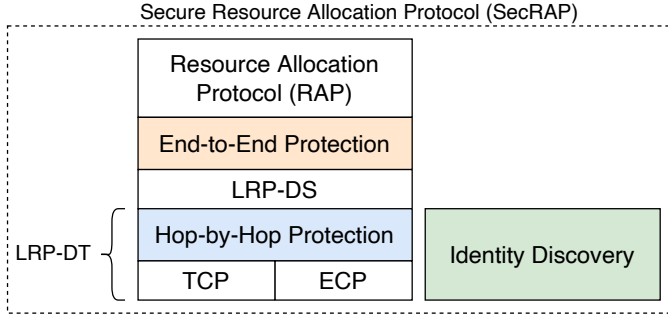 Secure Resource Allocation Protocol (SecRAP)
Resource Allocation
Protocol (RAP)
End-to-End Protection
LRP-DS
LRP-DT
Hop-by-Hop Protection
Identity Discovery
TCP
ECP